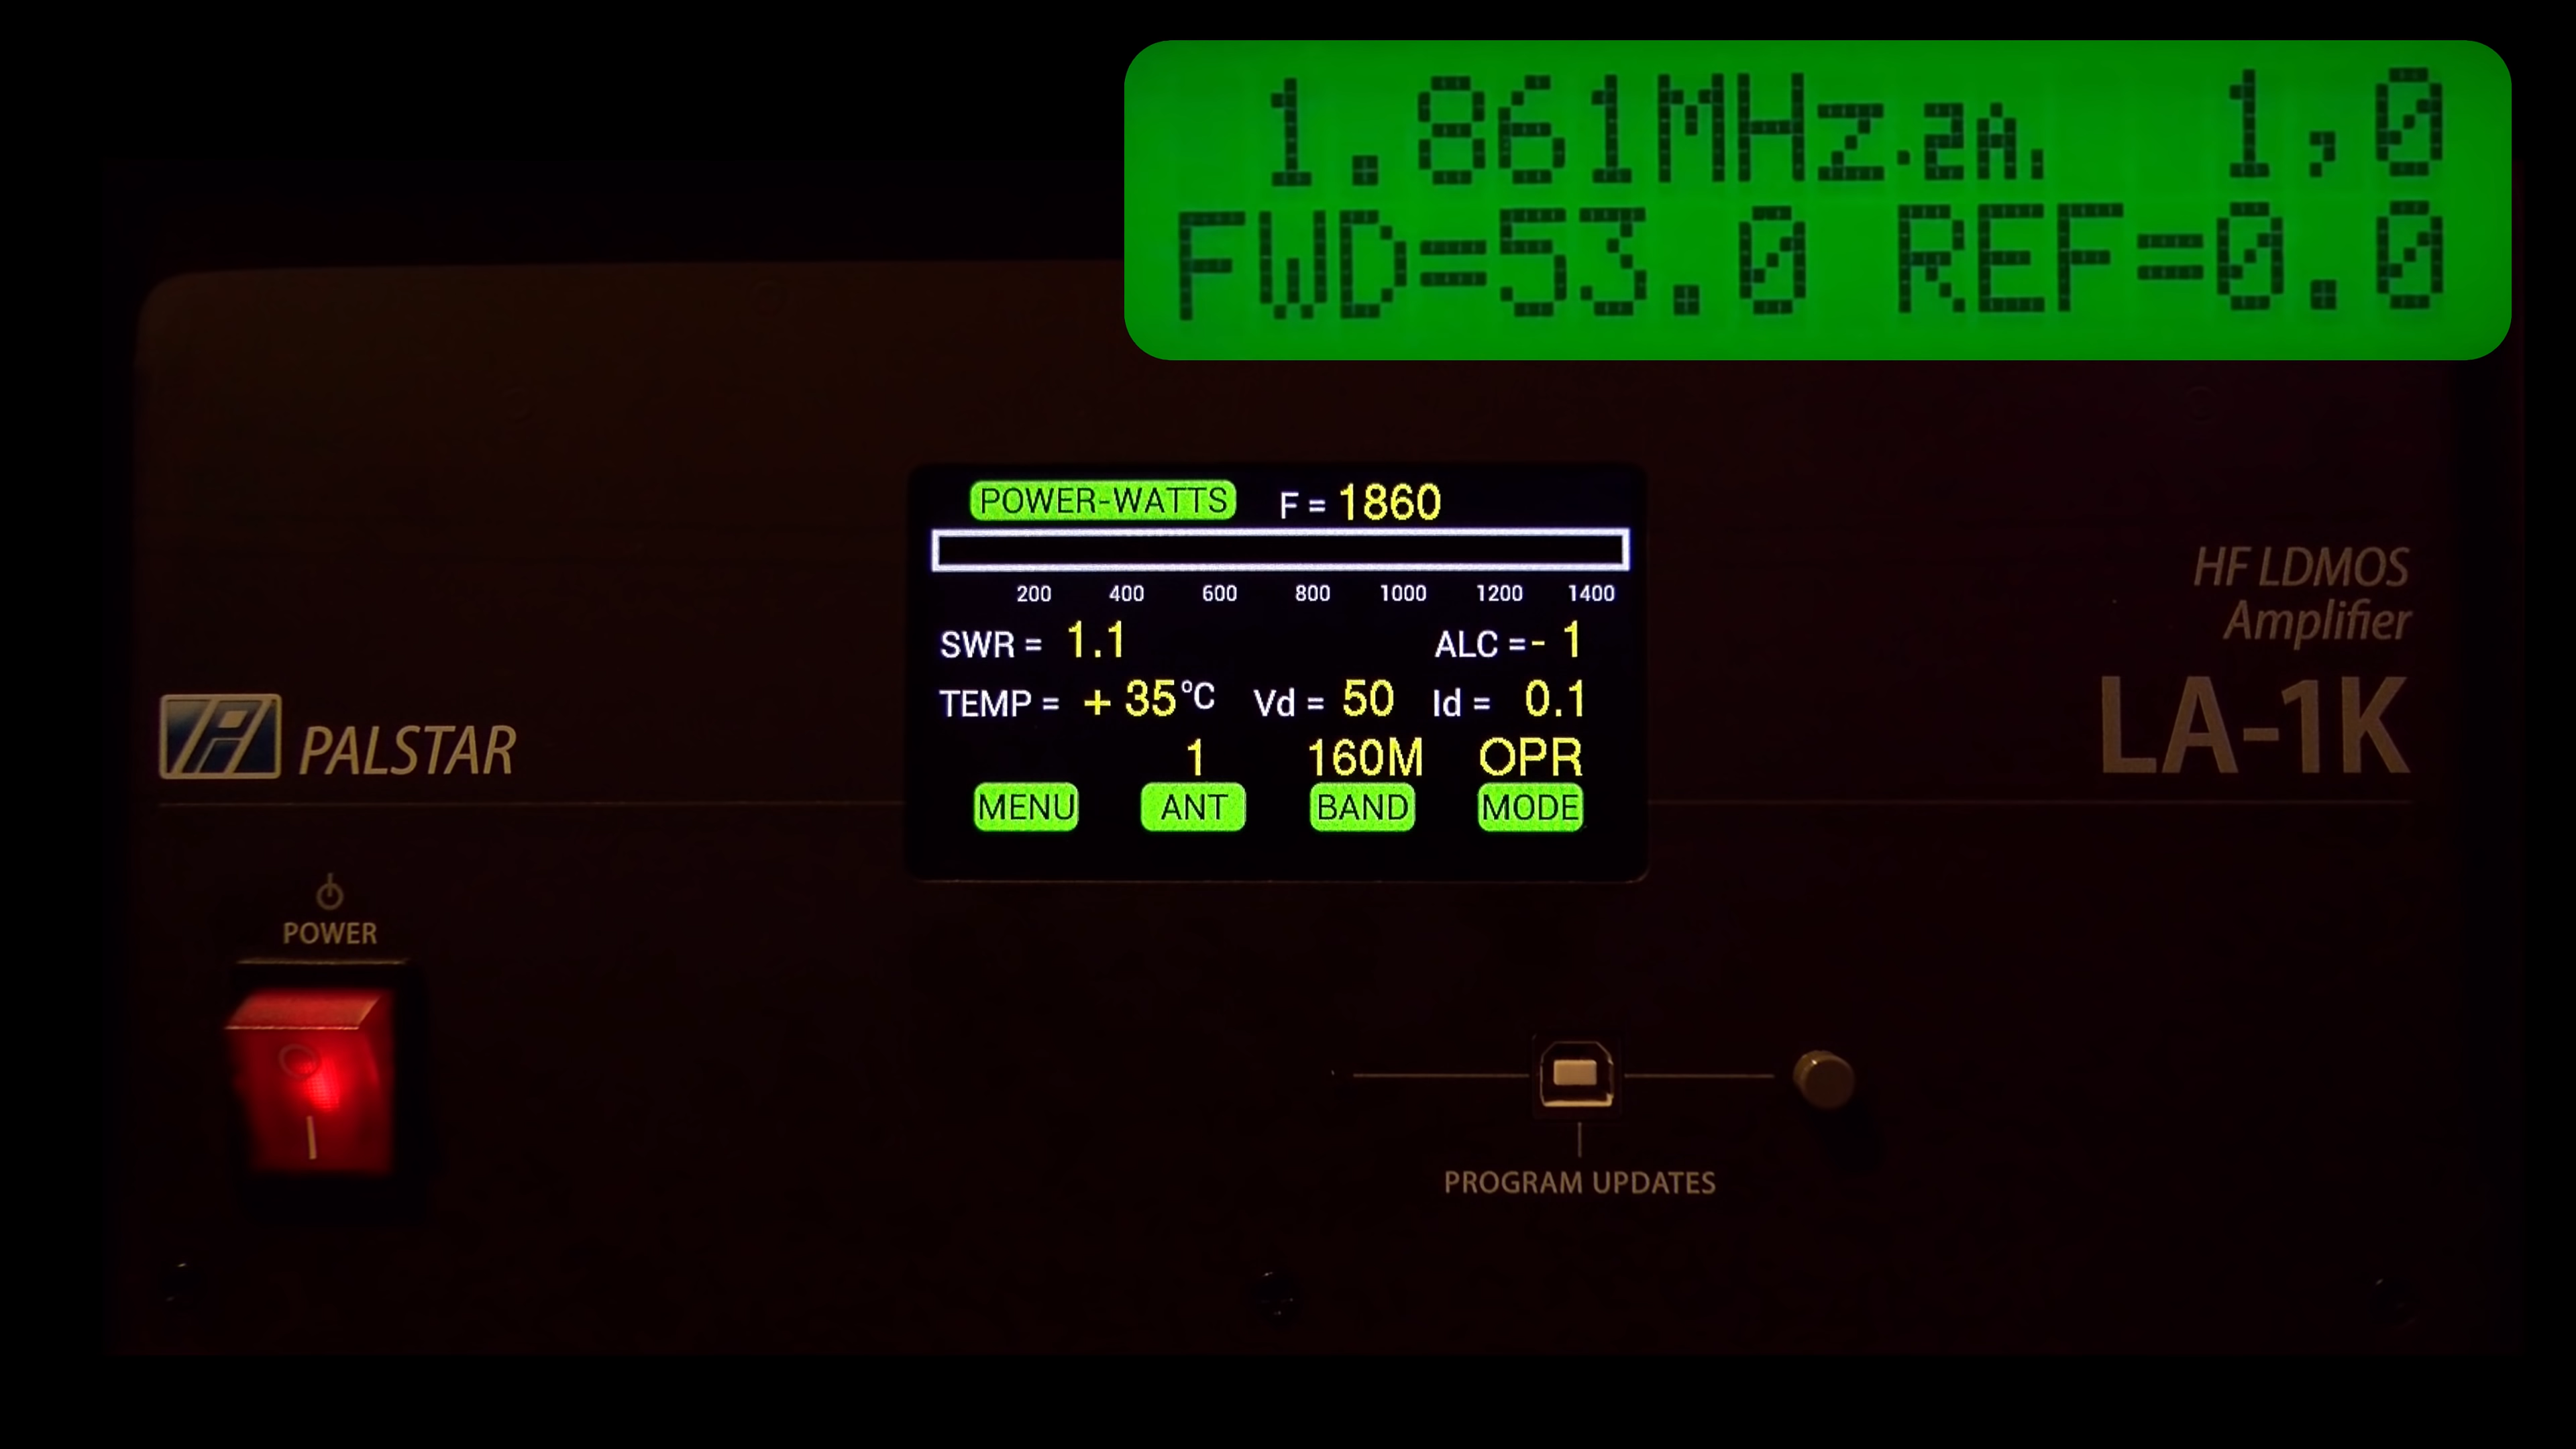 1.861MHz.2A. 1,0
FWD=53.0 REF=0.0
POWER-WATTS F = 1860
200 400 600 800 1000 1200 1400
SWR = 1.1 ALC =- 1
TEMP = + 35°C Vd = 50 Id = 0.1
1 160M OPR
MENU ANT BAND MODE
HF LDMOS
Amplifier
LA-1K
PALSTAR
POWER
PROGRAM UPDATES